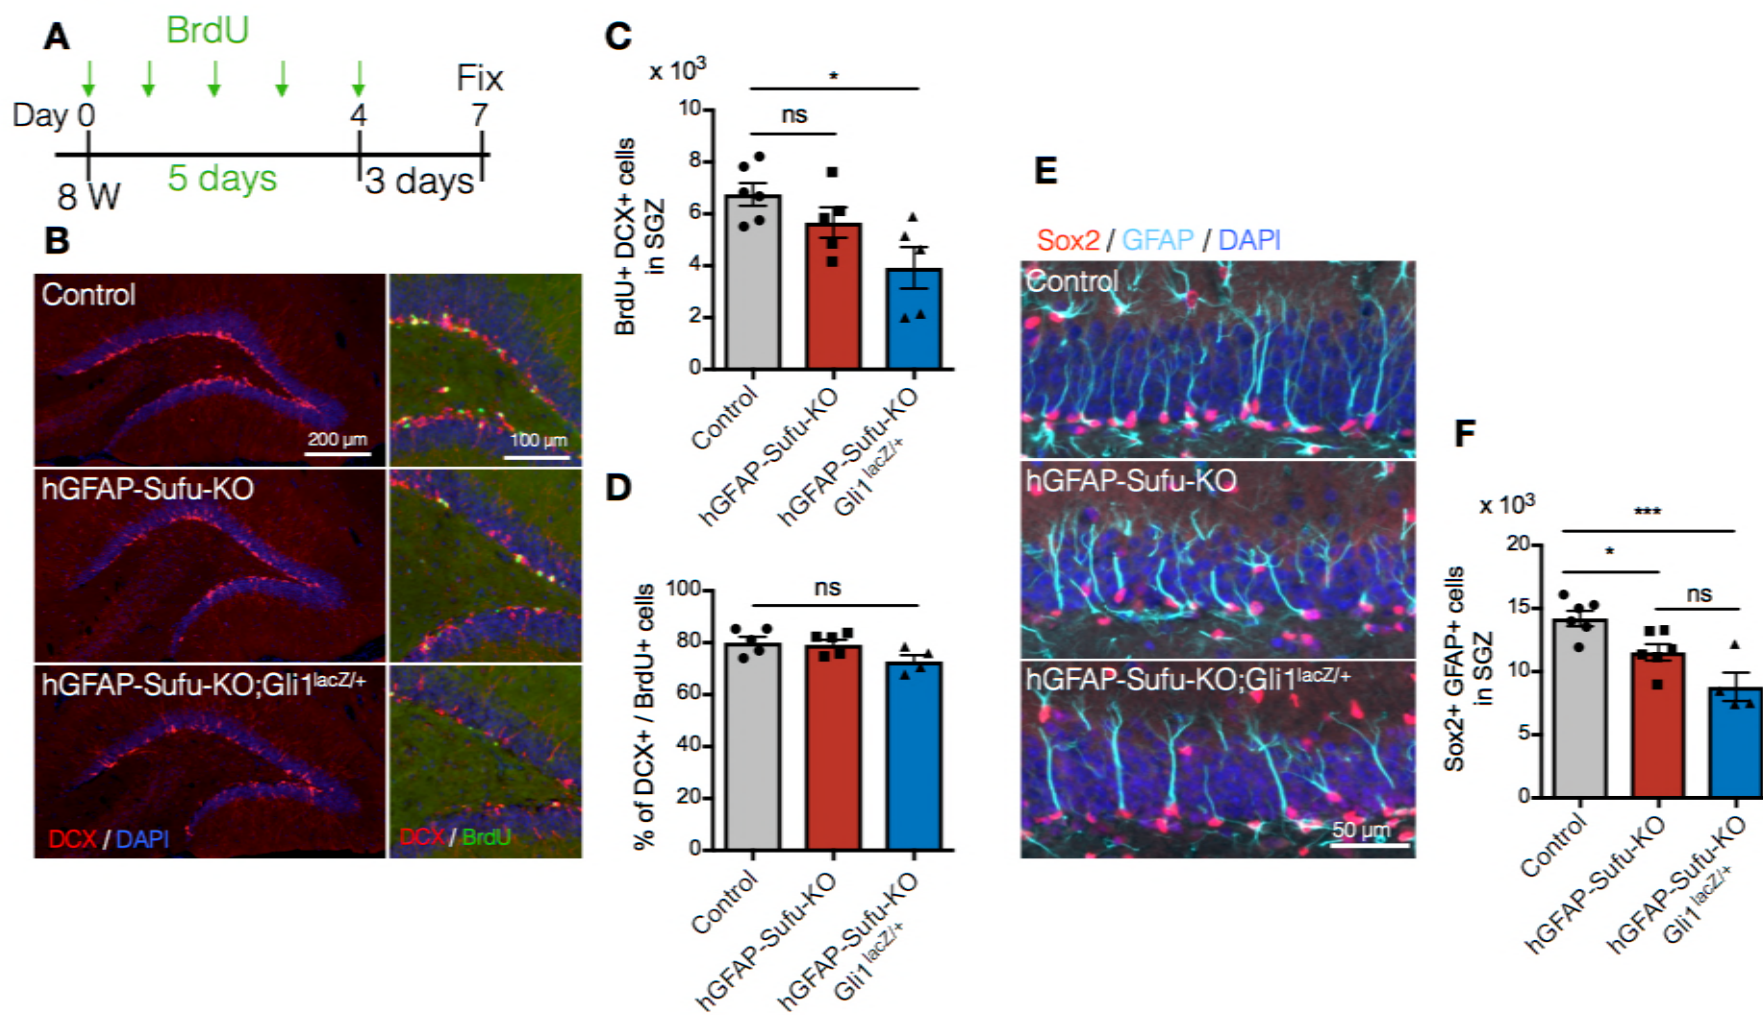 A
BrdU
Fix
Day 0 4 7
5 days
3 days
8 W
B
Control
200 µm
100 µm
hGFAP-Sufu-KO
hGFAP-Sufu-KO;Gli1lacZ/+
DCX / DAPI
DCX / BrdU
C
x 10³
*
ns
10
8
6
4
2
0
BrdU+ DCX+ cells
in SGZ
Control
hGFAP-Sufu-KO
hGFAP-Sufu-KO
Gli1lacZ/+
D
ns
100
80
60
40
20
0
% of DCX+ / BrdU+ cells
Control
hGFAP-Sufu-KO
hGFAP-Sufu-KO
Gli1lacZ/+
E
Sox2 / GFAP / DAPI
Control
hGFAP-Sufu-KO
hGFAP-Sufu-KO;Gli1lacZ/+
50 µm
F
x 10³
***
*
ns
20
15
10
5
0
Sox2+ GFAP+ cells
in SGZ
Control
hGFAP-Sufu-KO
hGFAP-Sufu-KO
Gli1lacZ/+